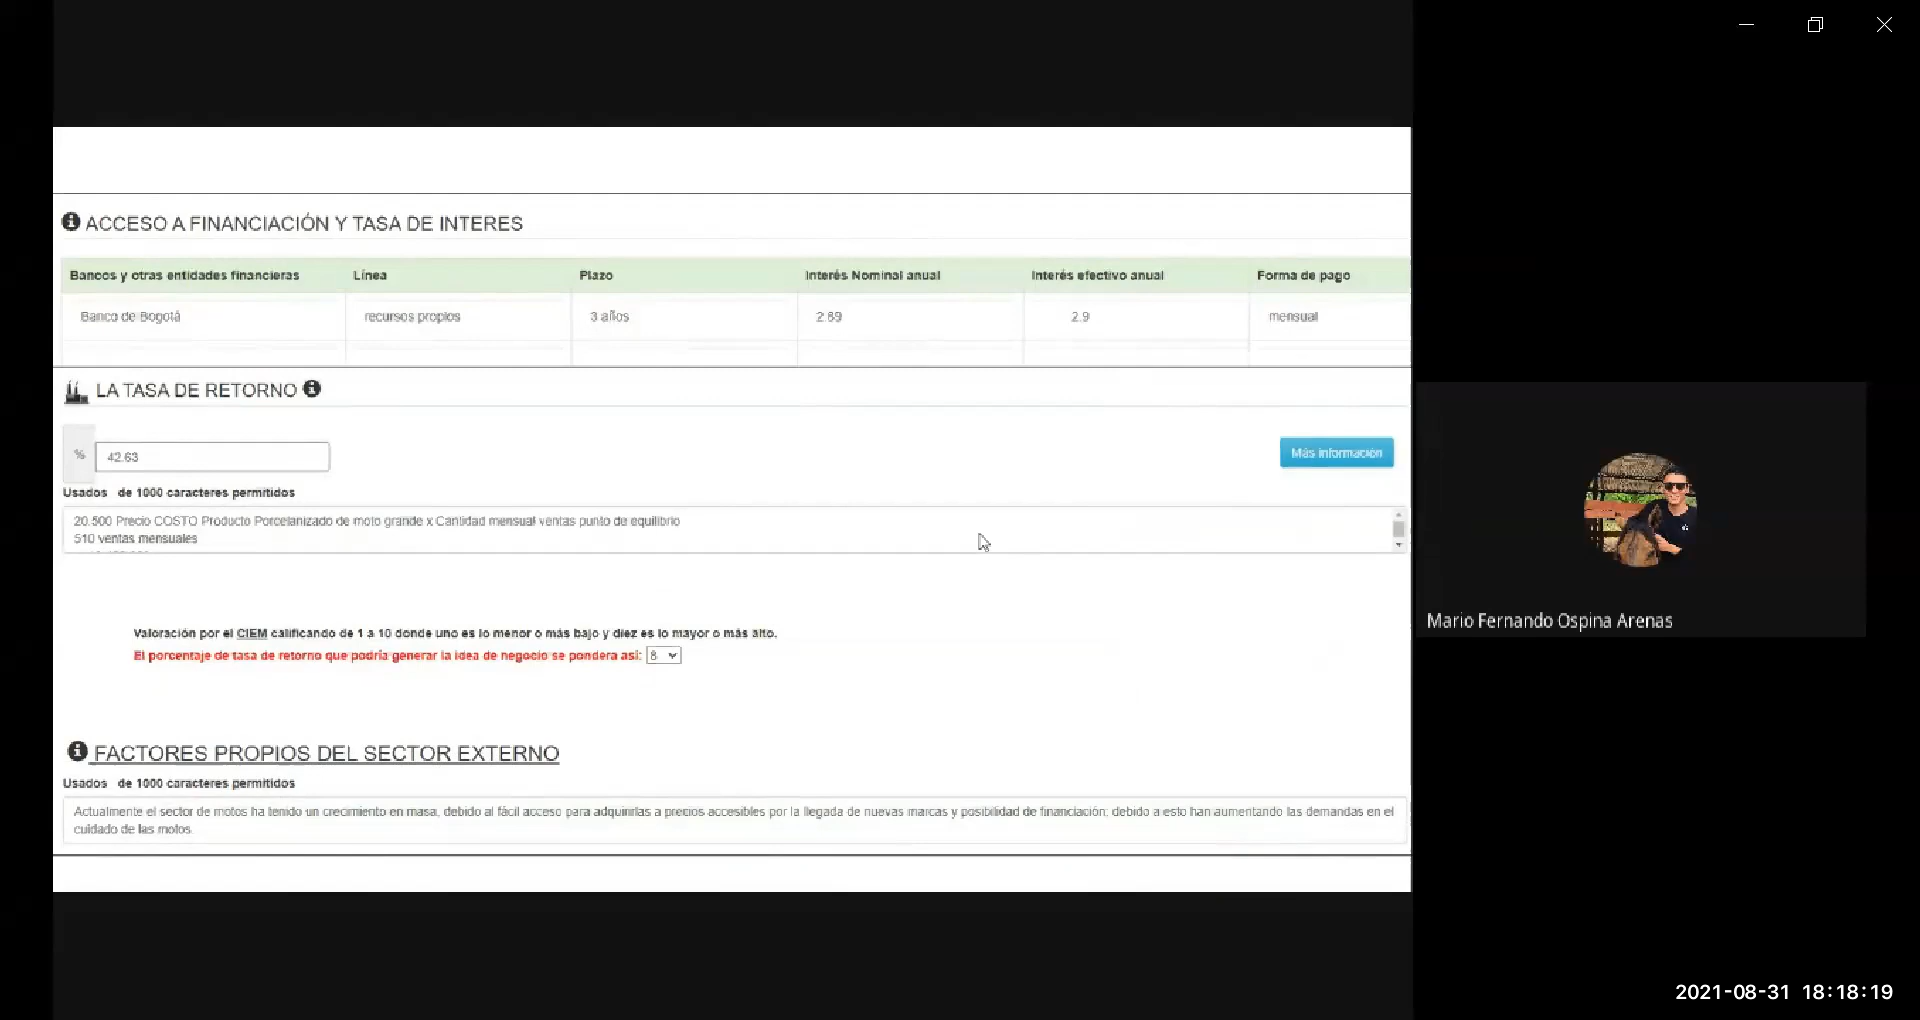 ACCESO A FINANCIACIÓN Y TASA DE INTERES
Bancos y otras entidades financieras Línea Plazo Interés Nominal anual Interés efectivo anual Forma de pago
Banco de Bogotá recursos propios 3 años 2.89 2.9 mensual
LA TASA DE RETORNO
% 42.63
Más información
Usados de 1000 caracteres permitidos
20.500 Precio COSTO Producto Porcelanizado de moto grande x Cantidad mensual ventas punto de equilibrio
510 ventas mensuales
Valoración por el CIEM calificando de 1 a 10 donde uno es lo menor o más bajo y diez es lo mayor o más alto.
El porcentaje de tasa de retorno que podría generar la idea de negocio se pondera así: 8
FACTORES PROPIOS DEL SECTOR EXTERNO
Usados de 1000 caracteres permitidos
Actualmente el sector de motos ha tenido un crecimiento en masa, debido al fácil acceso para adquirirlas a precios accesibles por la llegada de nuevas marcas y posibilidad de financiación; debido a esto han aumentando las demandas en el
cuidado de las motos.
Mario Fernando Ospina Arenas
2021-08-31 18:18:19